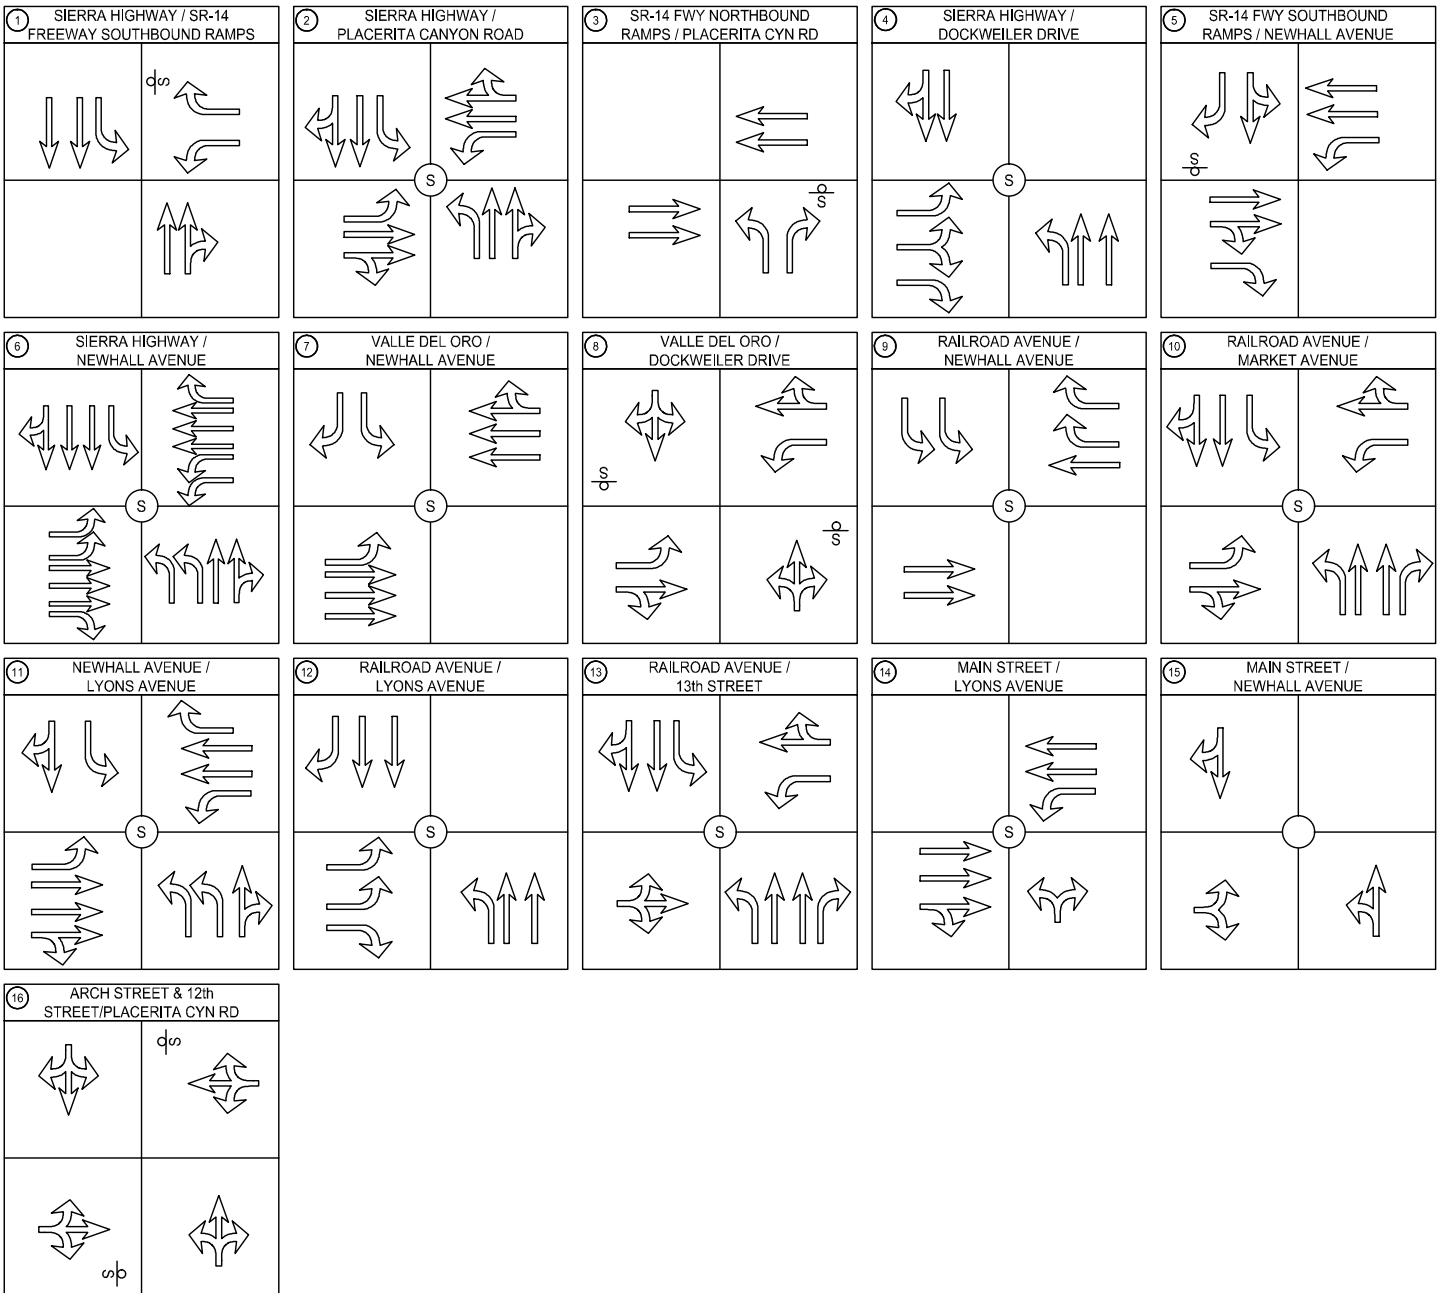 1
SIERRA HIGHWAY / SR-14
FREEWAY SOUTHBOUND RAMPS
S
2
SIERRA HIGHWAY /
PLACERITA CANYON ROAD
S
3
SR-14 FWY NORTHBOUND
RAMPS / PLACERITA CYN RD
S
4
SIERRA HIGHWAY /
DOCKWEILER DRIVE
S
5
SR-14 FWY SOUTHBOUND
RAMPS / NEWHALL AVENUE
S
6
SIERRA HIGHWAY /
NEWHALL AVENUE
S
7
VALLE DEL ORO /
NEWHALL AVENUE
S
8
VALLE DEL ORO /
DOCKWEILER DRIVE
S
S
9
RAILROAD AVENUE /
NEWHALL AVENUE
S
10
RAILROAD AVENUE /
MARKET AVENUE
S
11
NEWHALL AVENUE /
LYONS AVENUE
S
12
RAILROAD AVENUE /
LYONS AVENUE
S
13
RAILROAD AVENUE /
13th STREET
S
14
MAIN STREET /
LYONS AVENUE
S
15
MAIN STREET /
NEWHALL AVENUE
16
ARCH STREET & 12th
STREET/PLACERITA CYN RD
S
S